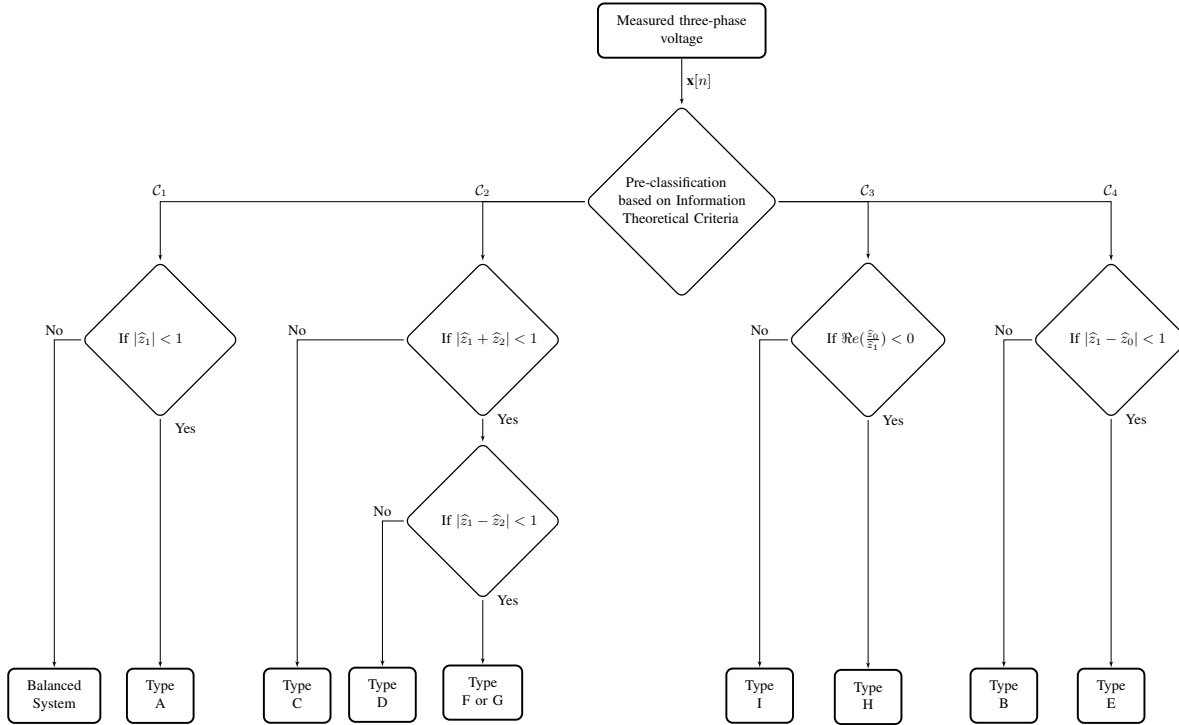 Measured three-phase
voltage
𝐱[n]
Pre-classification
based on Information
Theoretical Criteria
𝒞₁
𝒞₂
𝒞₃
𝒞₄
If |ẑ₁| < 1
No
Yes
If |ẑ₁ + ẑ₂| < 1
No
Yes
If |ẑ₁ − ẑ₂| < 1
No
Yes
If ℜe(ẑ₀/ẑ₁) < 0
No
Yes
If |ẑ₁ − ẑ₀| < 1
No
Yes
Balanced
System
Type
A
Type
C
Type
D
Type
F or G
Type
I
Type
H
Type
B
Type
E